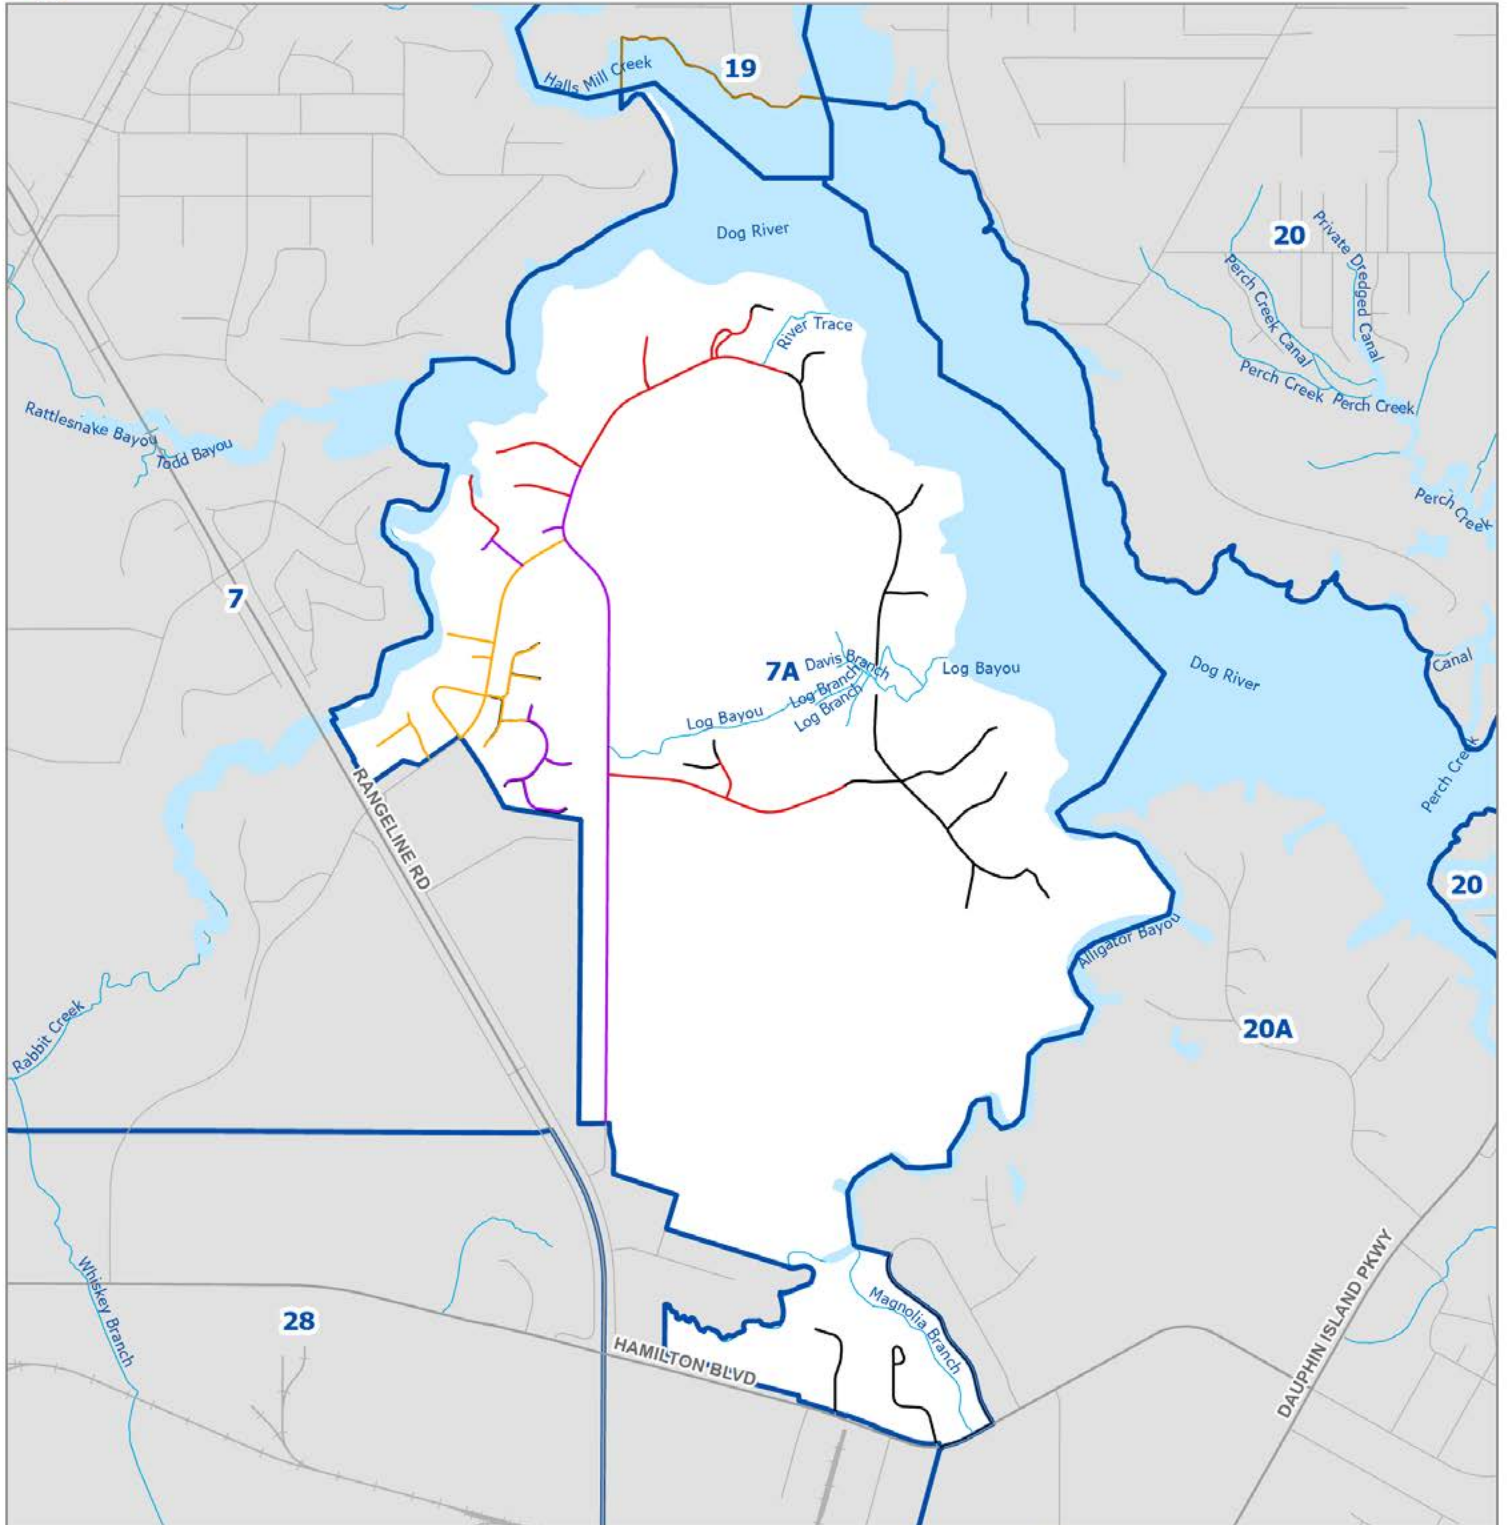 19
Halls Mill Creek
Dog River
20
Private Dredged Canal
Perch Creek Canal
River Trace
Perch Creek
Perch Creek
Rattlesnake Bayou
Todd Bayou
Perch Creek
7
7A
Davis Branch
Log Bayou
Log Branch
Log Branch
Log Bayou
Dog River
Canal
Perch Creek
RANGELINE RD
20
Alligator Bayou
20A
Rabbit Creek
Whiskey Branch
28
Magnolia Branch
HAMILTON BLVD
DAUPHIN ISLAND PKWY